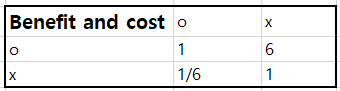 Benefit and cost o x
o 1 6
x 1/6 1